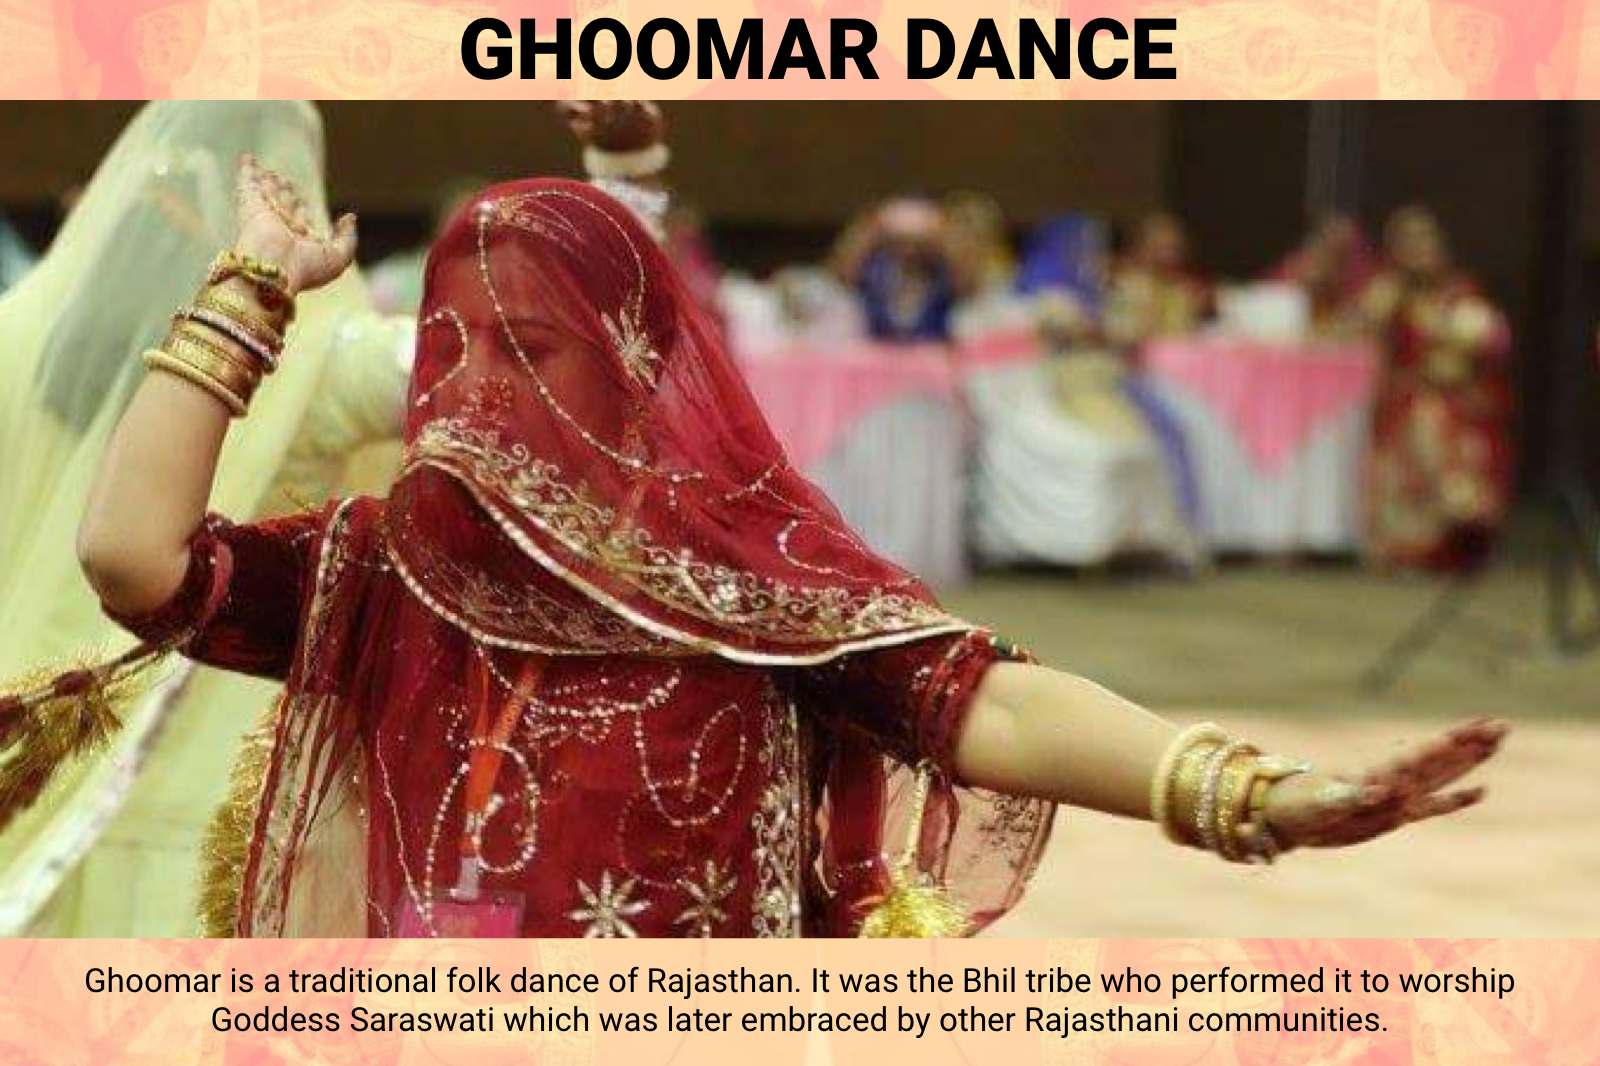 GHOOMAR DANCE
Ghoomar is a traditional folk dance of Rajasthan. It was the Bhil tribe who performed it to worship
Goddess Saraswati which was later embraced by other Rajasthani communities.